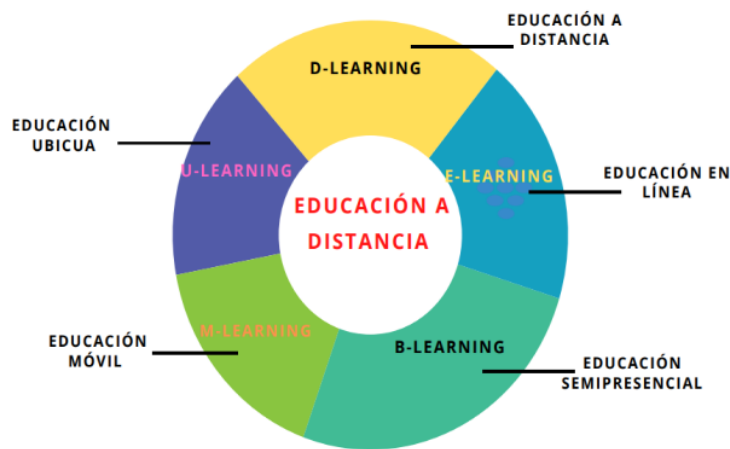 EDUCACIÓN A
DISTANCIA
D-LEARNING
EDUCACIÓN
UBICUA
U-LEARNING
E-LEARNING
EDUCACIÓN EN
LÍNEA
EDUCACIÓN A
DISTANCIA
M-LEARNING
EDUCACIÓN
MÓVIL
B-LEARNING
EDUCACIÓN
SEMIPRESENCIAL